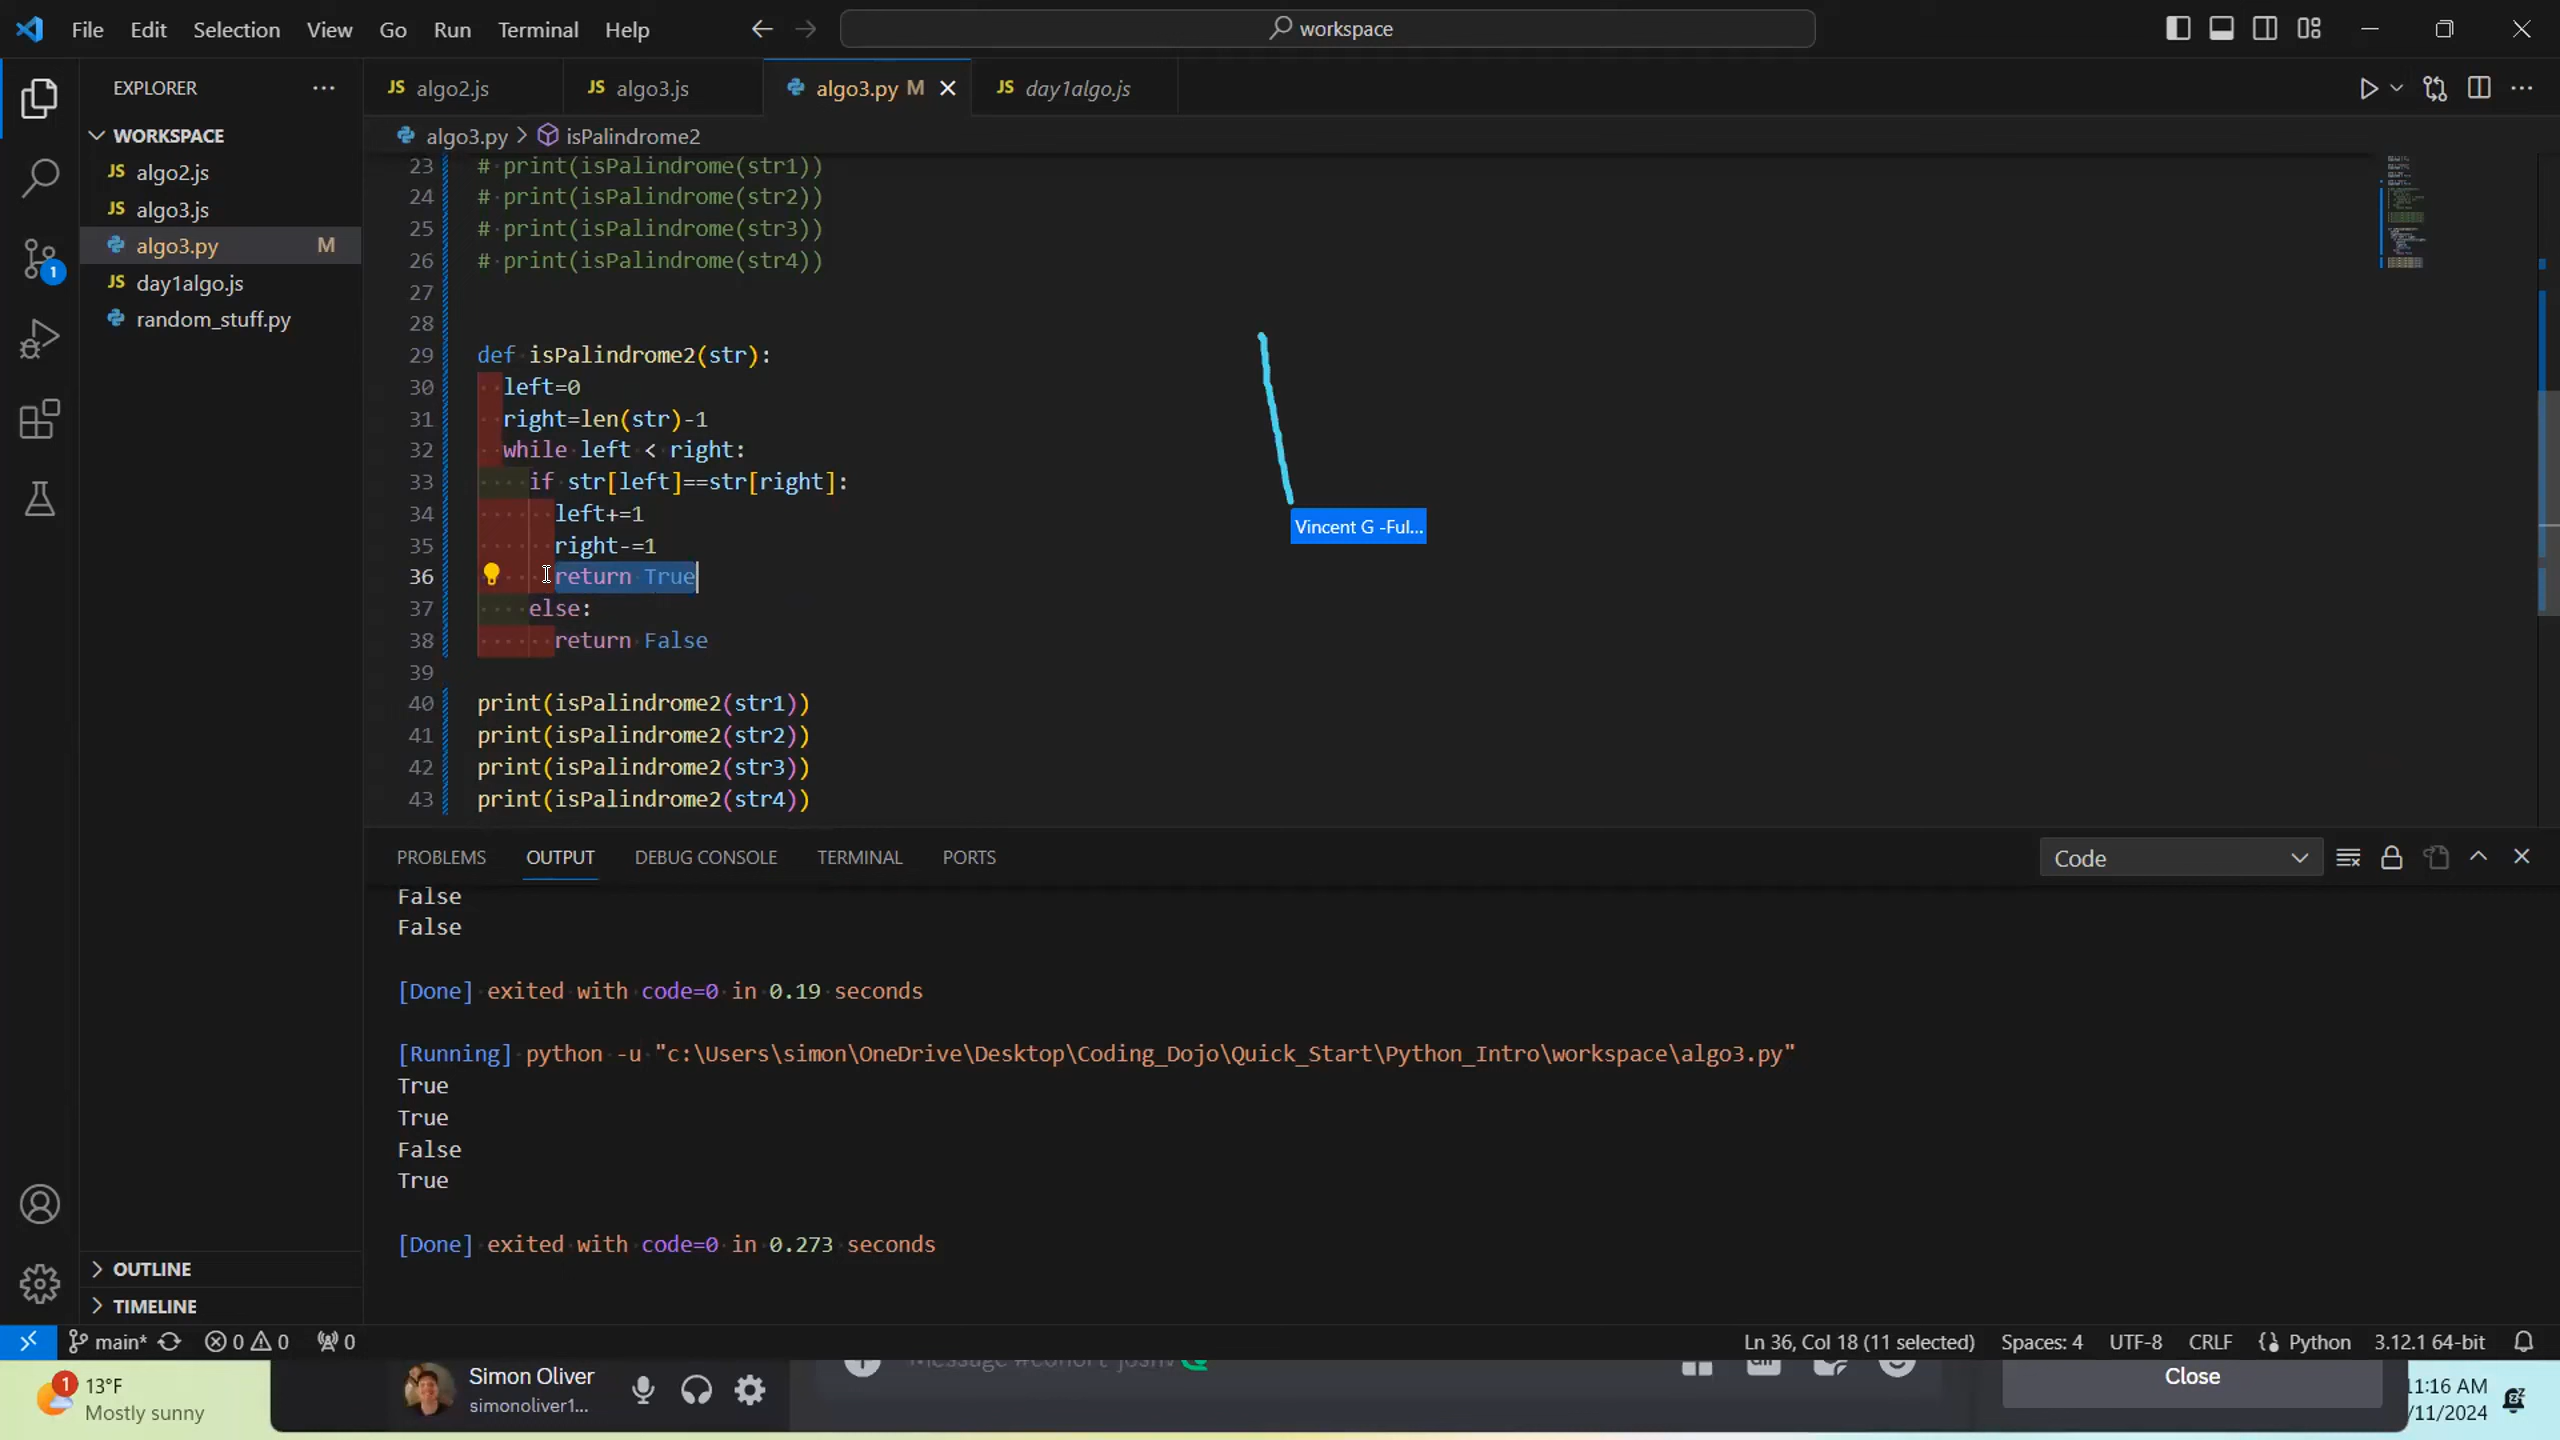 File Edit Selection View Go Run Terminal Help
workspace
EXPLORER
WORKSPACE
JS algo2.js
JS algo3.js
algo3.py M
JS day1algo.js
random_stuff.py
1
OUTLINE
TIMELINE
JS algo2.js JS algo3.js algo3.py M JS day1algo.js
algo3.py > isPalindrome2
23 # print(isPalindrome(str1))
24 # print(isPalindrome(str2))
25 # print(isPalindrome(str3))
26 # print(isPalindrome(str4))
27
28
29 def isPalindrome2(str):
30 left=0
31 right=len(str)-1
32 while left < right:
33 if str[left]==str[right]:
34 left+=1
35 right-=1
36 return True
37 else:
38 return False
39
40 print(isPalindrome2(str1))
41 print(isPalindrome2(str2))
42 print(isPalindrome2(str3))
43 print(isPalindrome2(str4))
Vincent G -Ful...
PROBLEMS OUTPUT DEBUG CONSOLE TERMINAL PORTS
Code
False
False
[Done] exited with code=0 in 0.19 seconds
[Running] python -u "c:\Users\simon\OneDrive\Desktop\Coding_Dojo\Quick_Start\Python_Intro\workspace\algo3.py"
True
True
False
True
[Done] exited with code=0 in 0.273 seconds
main* 0 0 0
Ln 36, Col 18 (11 selected) Spaces: 4 UTF-8 CRLF Python 3.12.1 64-bit
1
13°F
Mostly sunny
Simon Oliver
simonoliver1...
Close
11:16 AM
/11/2024